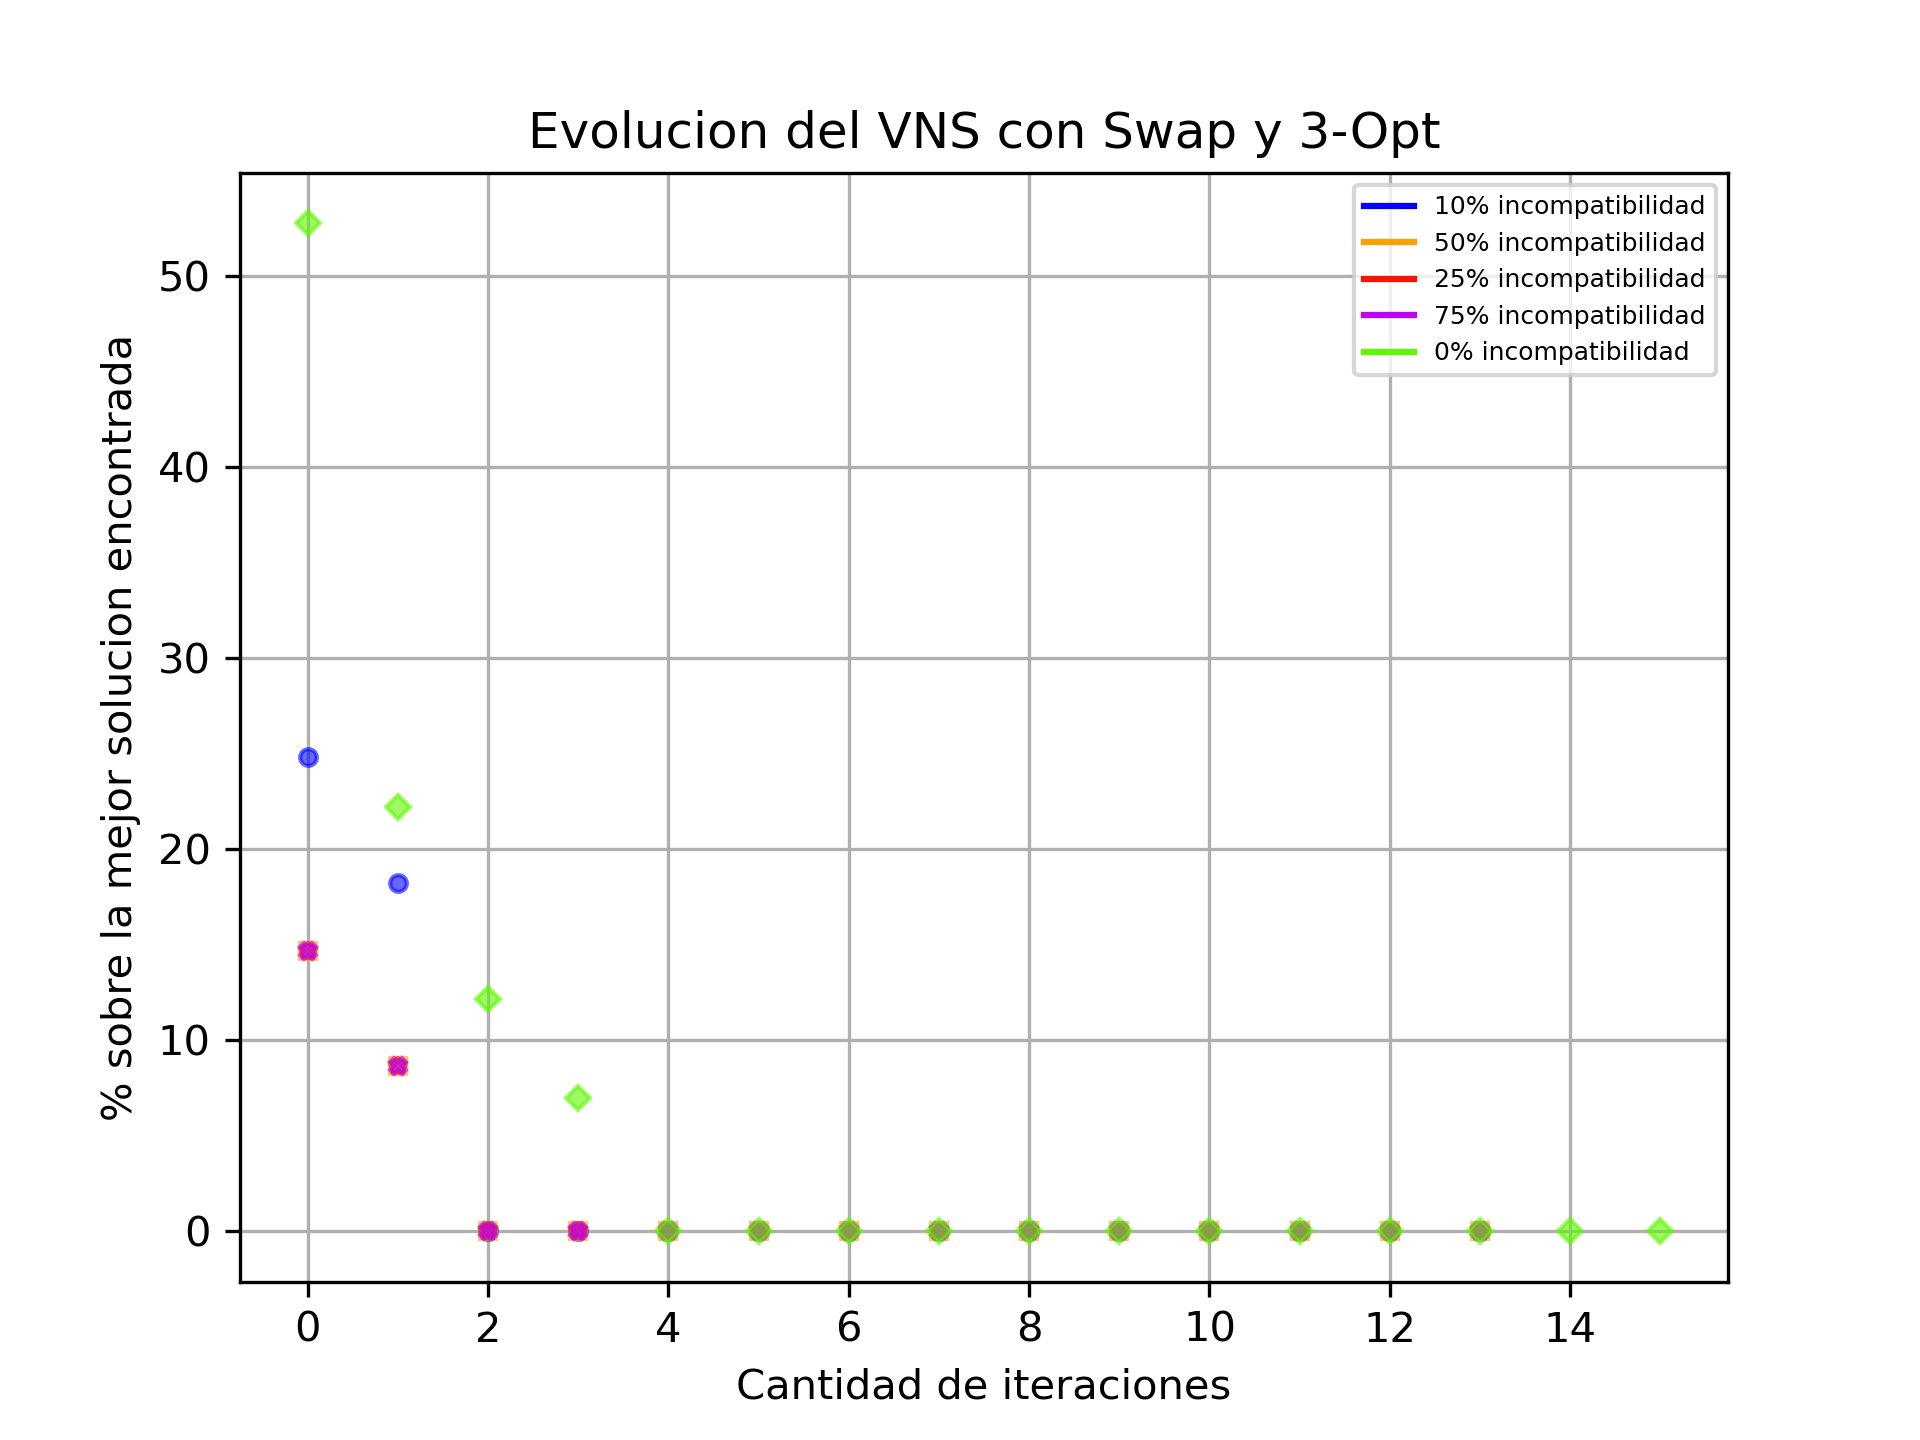 Evolucion del VNS con Swap y 3-Opt
10% incompatibilidad
50% incompatibilidad
25% incompatibilidad
75% incompatibilidad
0% incompatibilidad
% sobre la mejor solucion encontrada
50
40
30
20
10
0
0 2 4 6 8 10 12 14
Cantidad de iteraciones